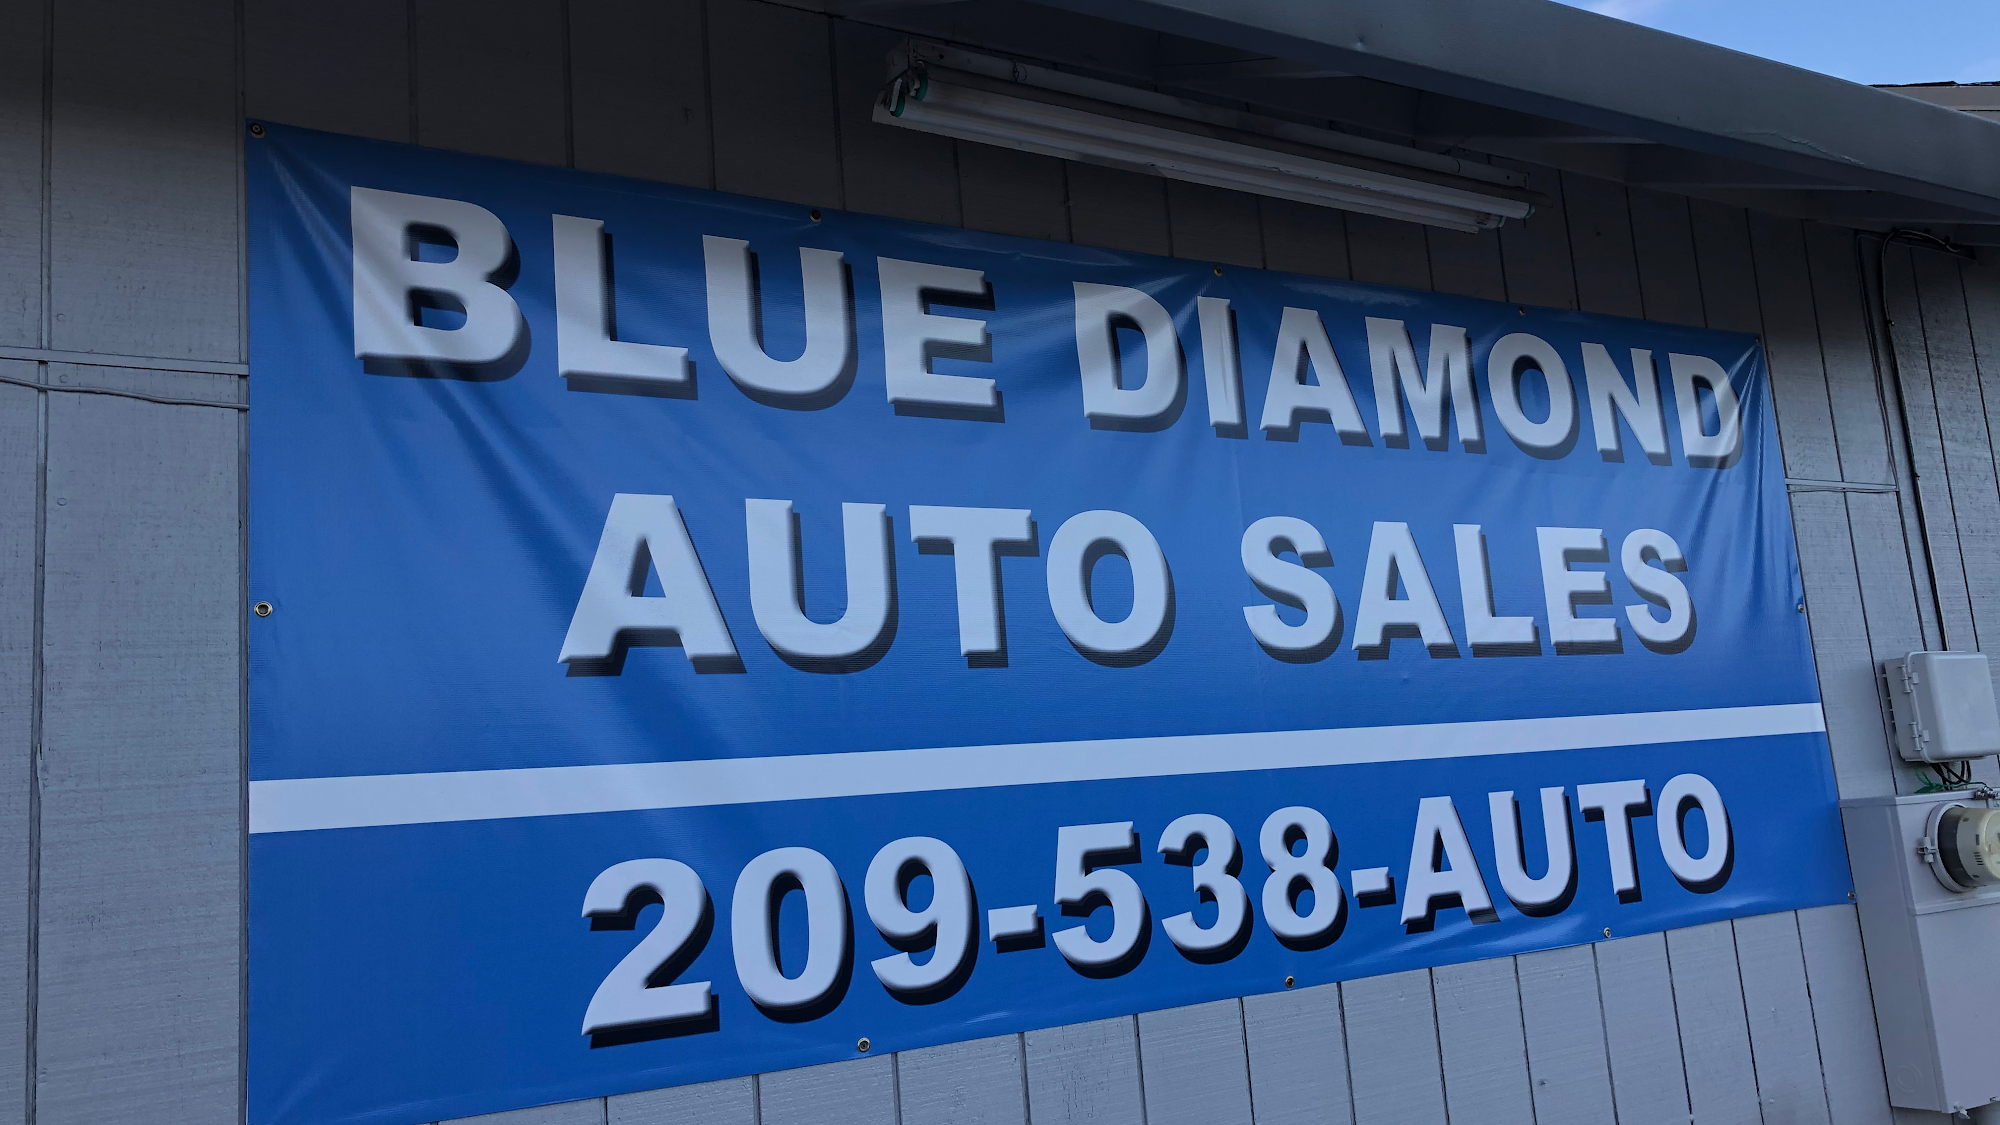 BLUE DIAMOND
AUTO SALES
209-538-AUTO